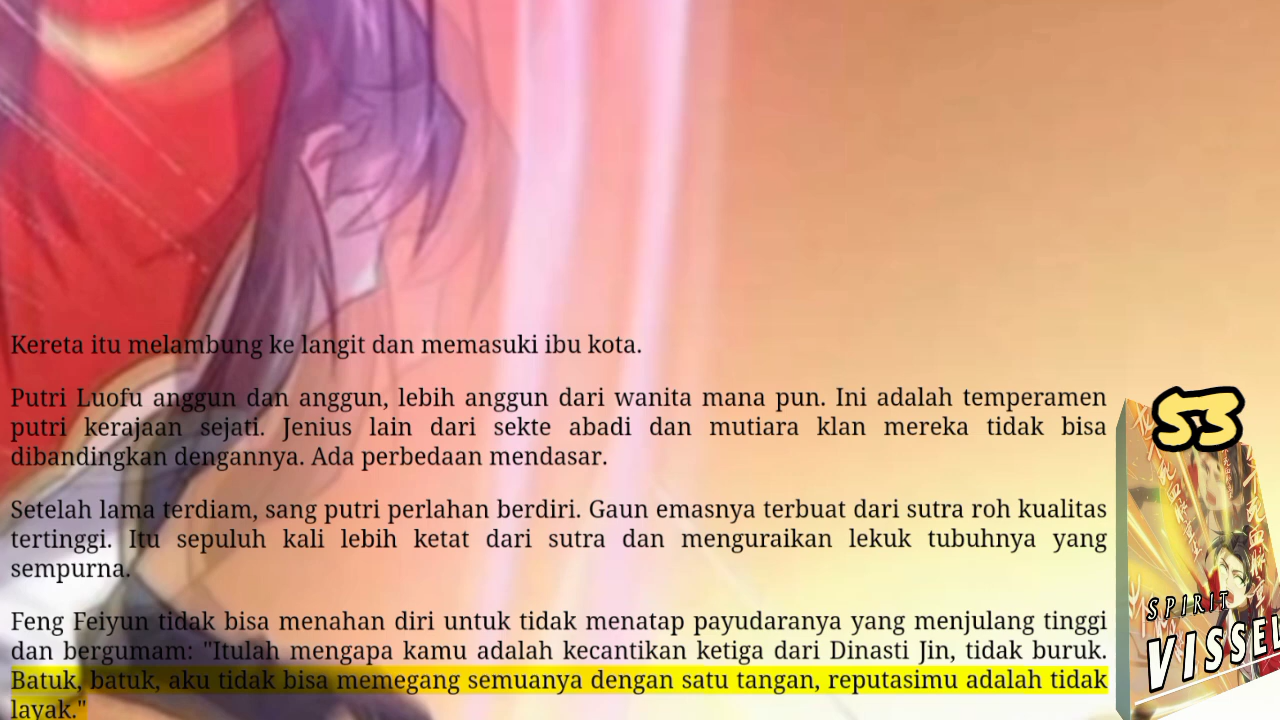 Kereta itu melambung ke langit dan memasuki ibu kota.
Putri Luofu anggun dan anggun, lebih anggun dari wanita mana pun. Ini adalah temperamen
putri kerajaan sejati. Jenius lain dari sekte abadi dan mutiara klan mereka tidak bisa
dibandingkan dengannya. Ada perbedaan mendasar.
Setelah lama terdiam, sang putri perlahan berdiri. Gaun emasnya terbuat dari sutra roh kualitas
tertinggi. Itu sepuluh kali lebih ketat dari sutra dan menguraikan lekuk tubuhnya yang
sempurna.
Feng Feiyun tidak bisa menahan diri untuk tidak menatap payudaranya yang menjulang tinggi
dan bergumam: "Itulah mengapa kamu adalah kecantikan ketiga dari Dinasti Jin, tidak buruk.
Batuk, batuk, aku tidak bisa memegang semuanya dengan satu tangan, reputasimu adalah tidak
layak."
53
SPIRIT
VISSEL